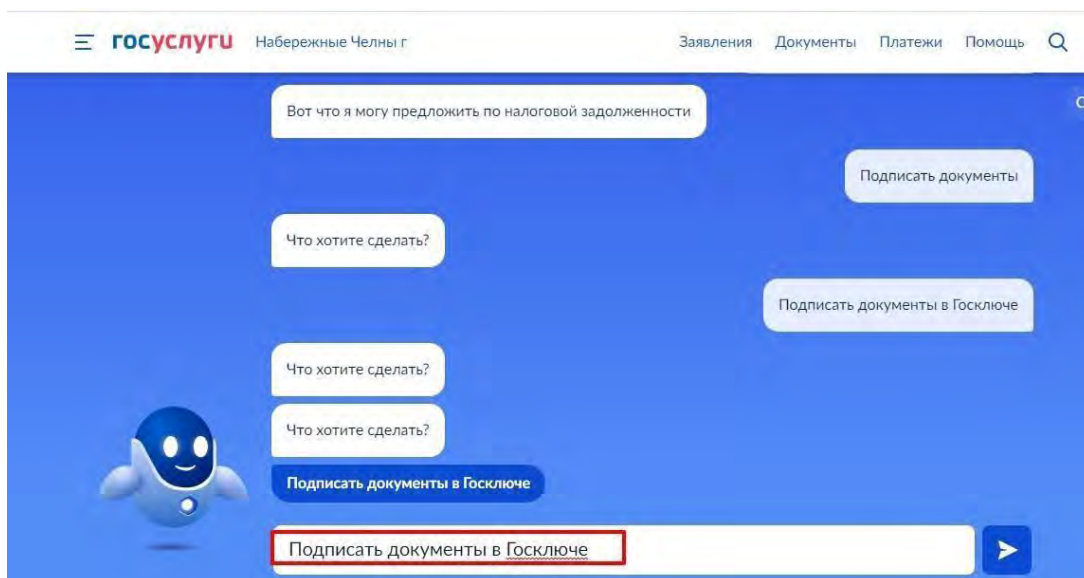 госуслуги Набережные Челны г Заявления Документы Платежи Помощь
Вот что я могу предложить по налоговой задолженности
Подписать документы
Что хотите сделать?
Подписать документы в Госключе
Что хотите сделать?
Что хотите сделать?
Подписать документы в Госключе
Подписать документы в Госключе